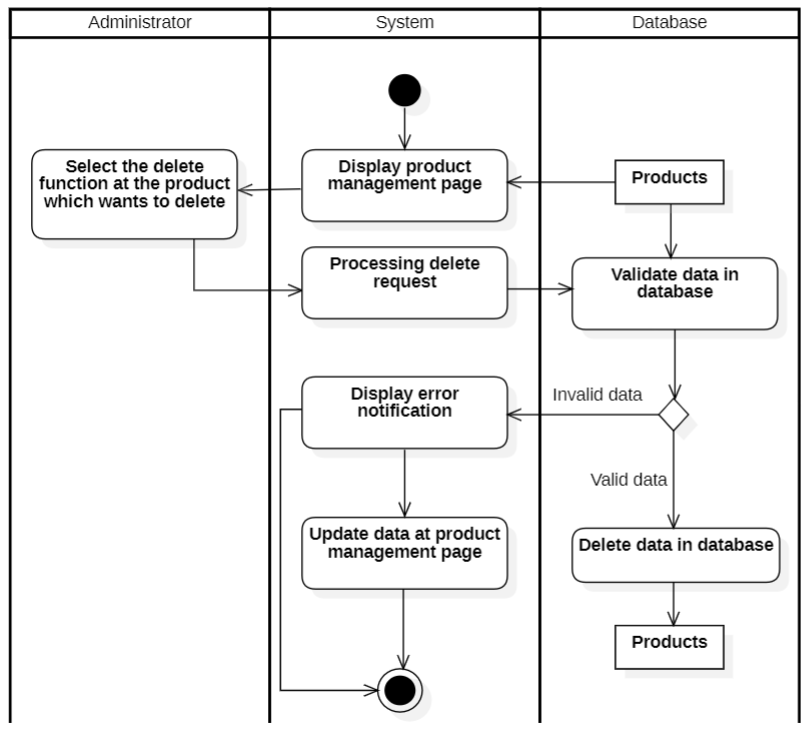 Administrator
System
Database
Select the delete
function at the product
which wants to delete
Display product
management page
Products
Processing delete
request
Validate data in
database
Display error
notification
Invalid data
Valid data
Update data at product
management page
Delete data in database
Products